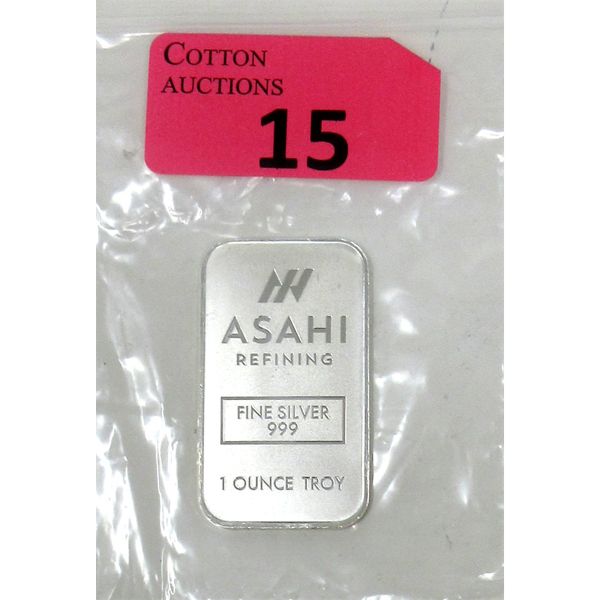 COTTON
AUCTIONS
15
ASAHI
REFINING
FINE SILVER
999
1 OUNCE TROY